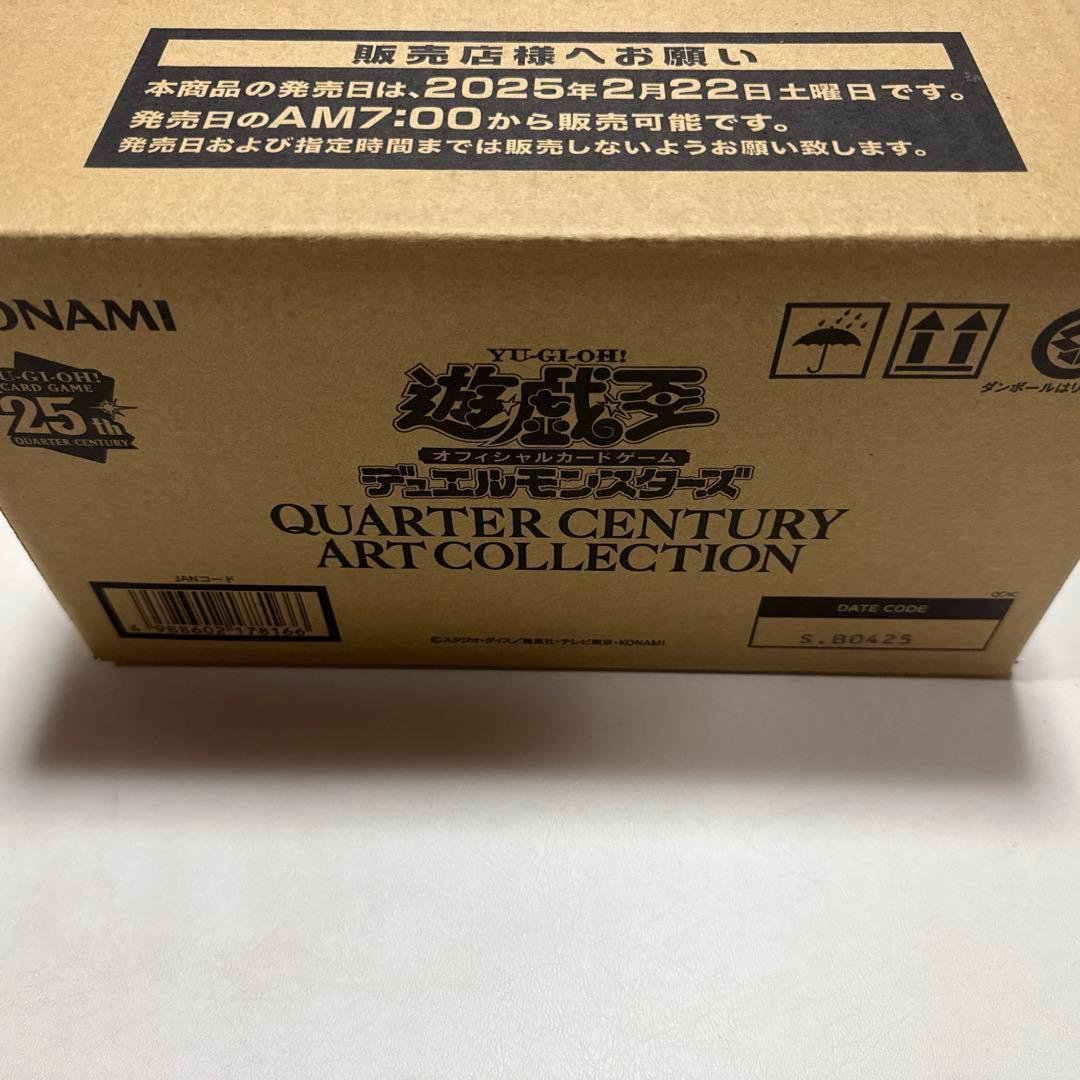 販売店様へお願い
本商品の発売日は、2025年2月22日土曜日です。
発売日のAM7:00から販売可能です。
発売日および指定時間までは販売しないようお願い致します。
ONAMI
U-GI-OH!
CARD GAME
25th
QUARTER CENTURY
YU-GI-OH!
遊戯王
オフィシャルカードゲーム
デュエルモンスターズ
QUARTER CENTURY
ART COLLECTION
ダンボールはリ
JANコード
4 988602 178166
©スタジオ・ダイス/集英社・テレビ東京・KONAMI
QCAC
DATE CODE
S.B0425